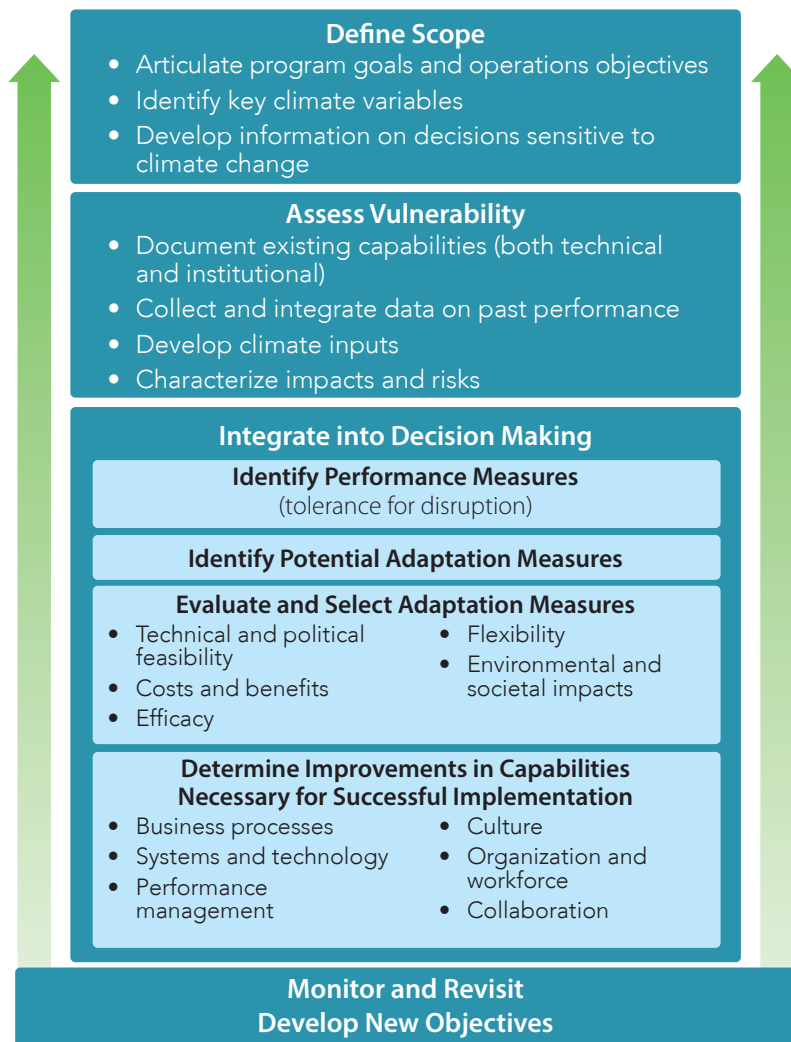 Define Scope
• Articulate program goals and operations objectives
• Identify key climate variables
• Develop information on decisions sensitive to
climate change
Assess Vulnerability
• Document existing capabilities (both technical
and institutional)
• Collect and integrate data on past performance
• Develop climate inputs
• Characterize impacts and risks
Integrate into Decision Making
Identify Performance Measures
(tolerance for disruption)
Identify Potential Adaptation Measures
Evaluate and Select Adaptation Measures
• Technical and political
feasibility
• Costs and benefits
• Efficacy
• Flexibility
• Environmental and
societal impacts
Determine Improvements in Capabilities
Necessary for Successful Implementation
• Business processes
• Systems and technology
• Performance
management
• Culture
• Organization and
workforce
• Collaboration
Monitor and Revisit
Develop New Objectives